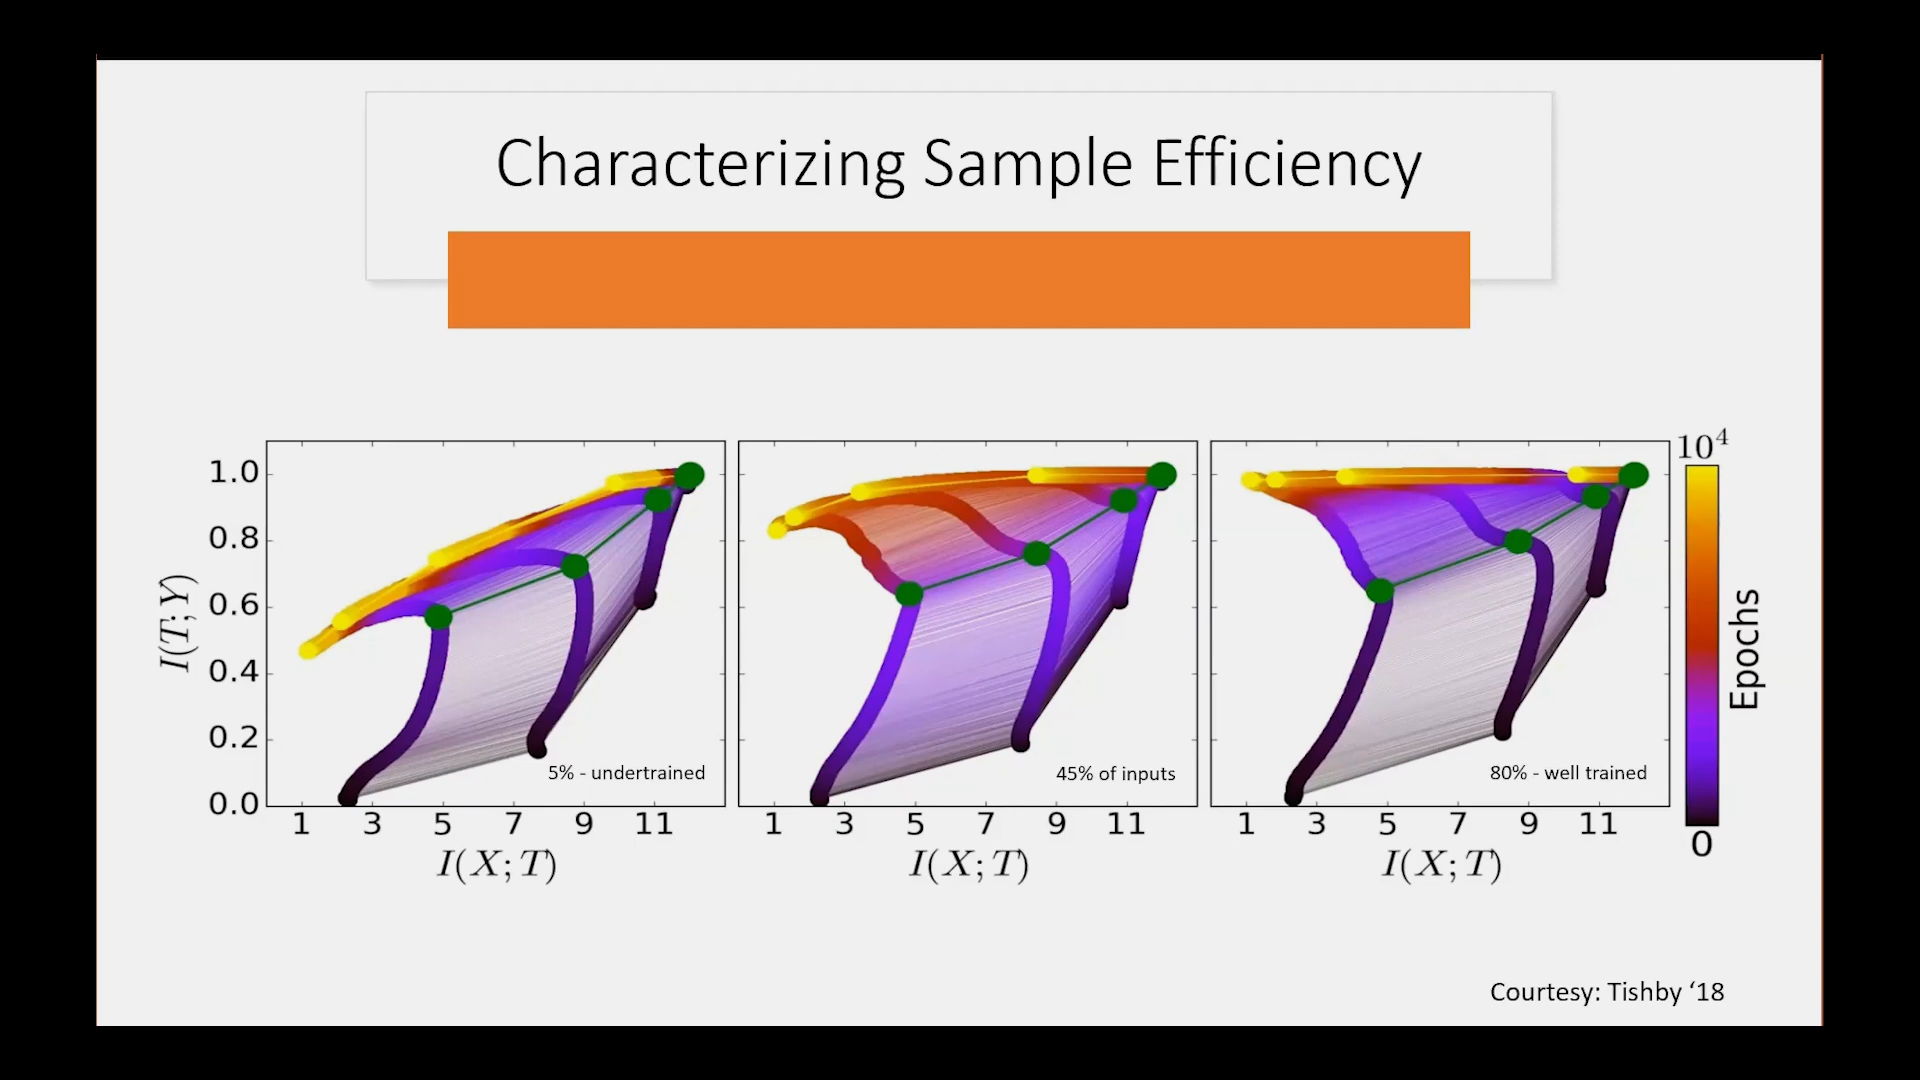 Characterizing Sample Efficiency
1.0
0.8
0.6
0.4
0.2
0.0
I(T;Y)
5% - undertrained
45% of inputs
80% - well trained
10⁴
Epochs
0
1 3 5 7 9 11
1 3 5 7 9 11
1 3 5 7 9 11
I(X;T)
I(X;T)
I(X;T)
Courtesy: Tishby ‘18